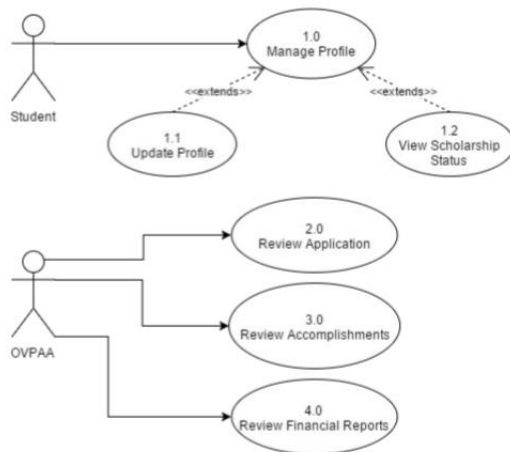 1.0
Manage Profile
<<extends>>
<<extends>>
Student
1.1
Update Profile
1.2
View Scholarship
Status
2.0
Review Application
3.0
Review Accomplishments
OVPAA
4.0
Review Financial Reports